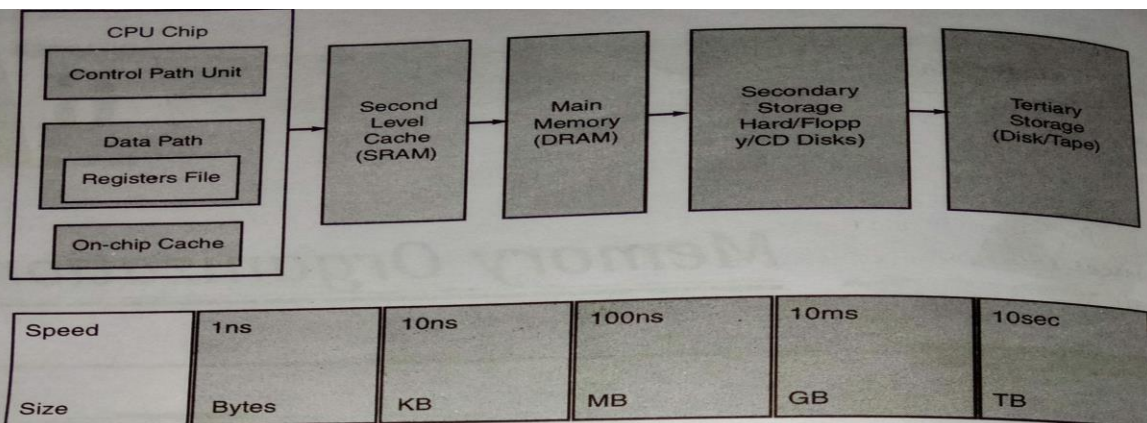 CPU Chip
Control Path Unit
Data Path
Registers File
On-chip Cache
Second
Level
Cache
(SRAM)
Main
Memory
(DRAM)
Secondary
Storage
Hard/Flopp
y/CD Disks)
Tertiary
Storage
(Disk/Tape)
Speed 1ns 10ns 100ns 10ms 10sec
Size Bytes KB MB GB TB